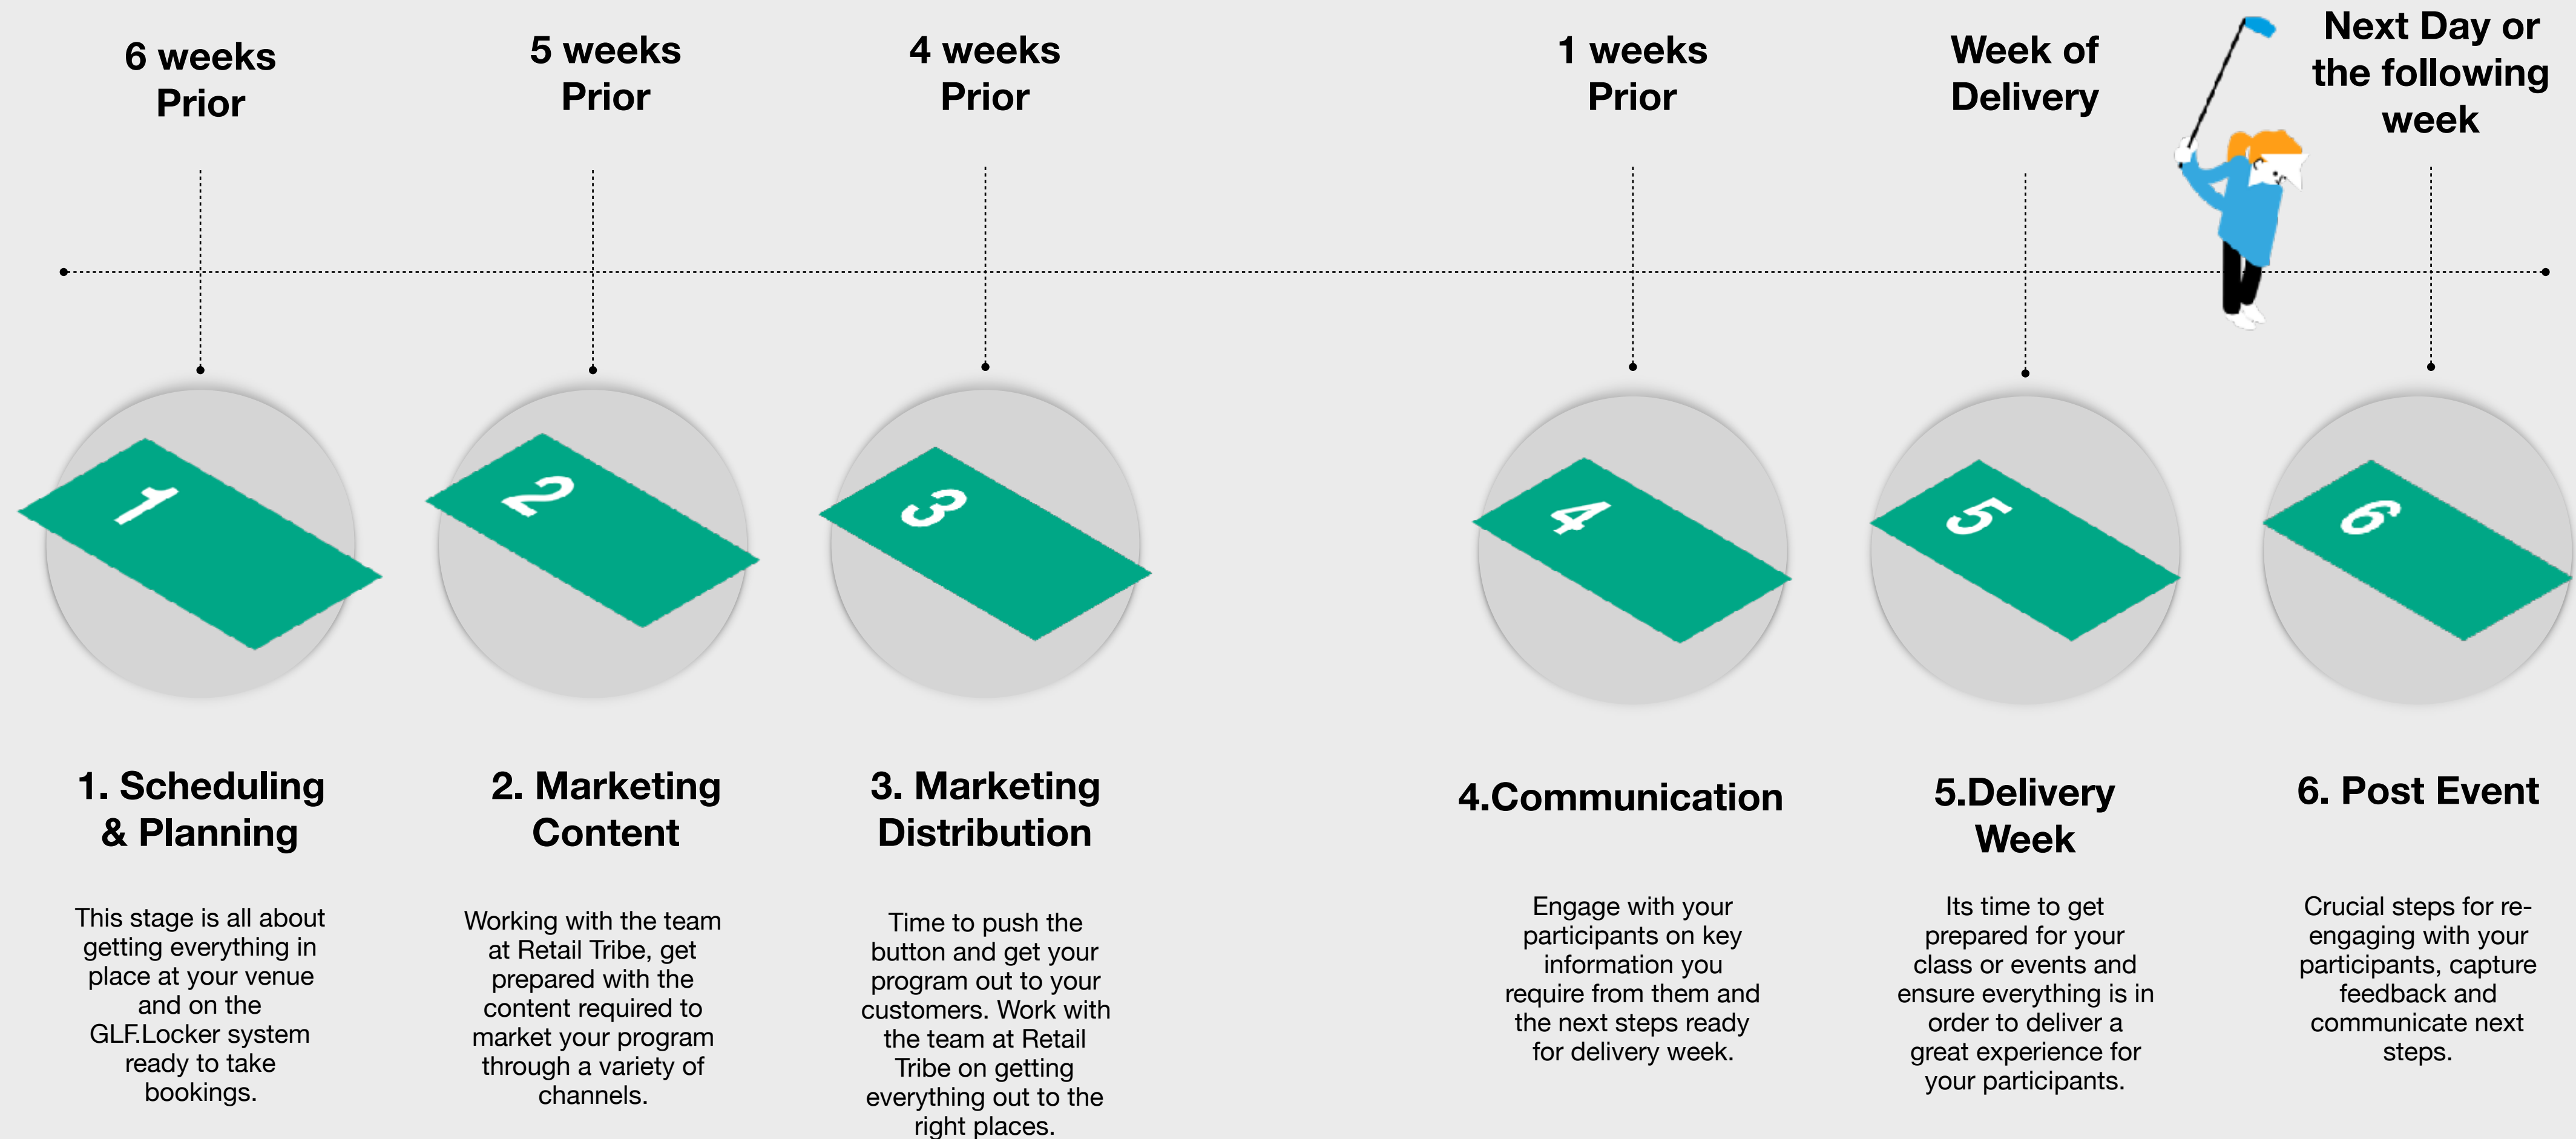 6 weeks
Prior
5 weeks
Prior
4 weeks
Prior
1 weeks
Prior
Week of
Delivery
Next Day or
the following
week
1
2
3
4
5
6
1. Scheduling
& Planning
This stage is all about
getting everything in
place at your venue
and on the
GLF.Locker system
ready to take
bookings.
2. Marketing
Content
Working with the team
at Retail Tribe, get
prepared with the
content required to
market your program
through a variety of
channels.
3. Marketing
Distribution
Time to push the
button and get your
program out to your
customers. Work with
the team at Retail
Tribe on getting
everything out to the
right places.
4.Communication
Engage with your
participants on key
information you
require from them and
the next steps ready
for delivery week.
5.Delivery
Week
Its time to get
prepared for your
class or events and
ensure everything is in
order to deliver a
great experience for
your participants.
6. Post Event
Crucial steps for re-
engaging with your
participants, capture
feedback and
communicate next
steps.